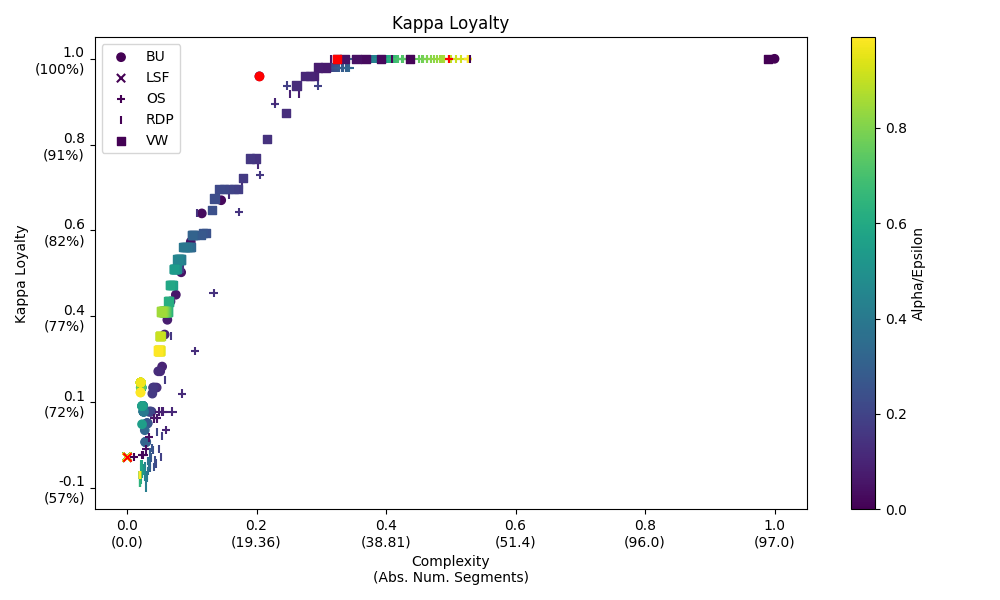 Kappa Loyalty
BU
LSF
OS
RDP
VW
1.0
(100%)
0.8
(91%)
0.6
(82%)
0.4
(77%)
0.1
(72%)
-0.1
(57%)
Kappa Loyalty
0.0
(0.0)
0.2
(19.36)
0.4
(38.81)
0.6
(51.4)
0.8
(96.0)
1.0
(97.0)
Complexity
(Abs. Num. Segments)
0.8
0.6
0.4
0.2
0.0
Alpha/Epsilon